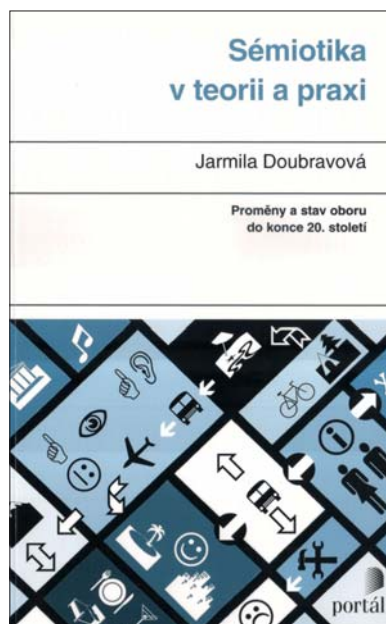 Sémiotika
v teorii a praxi
Jarmila Doubravová
Proměny a stav oboru
do konce 20. století
portál